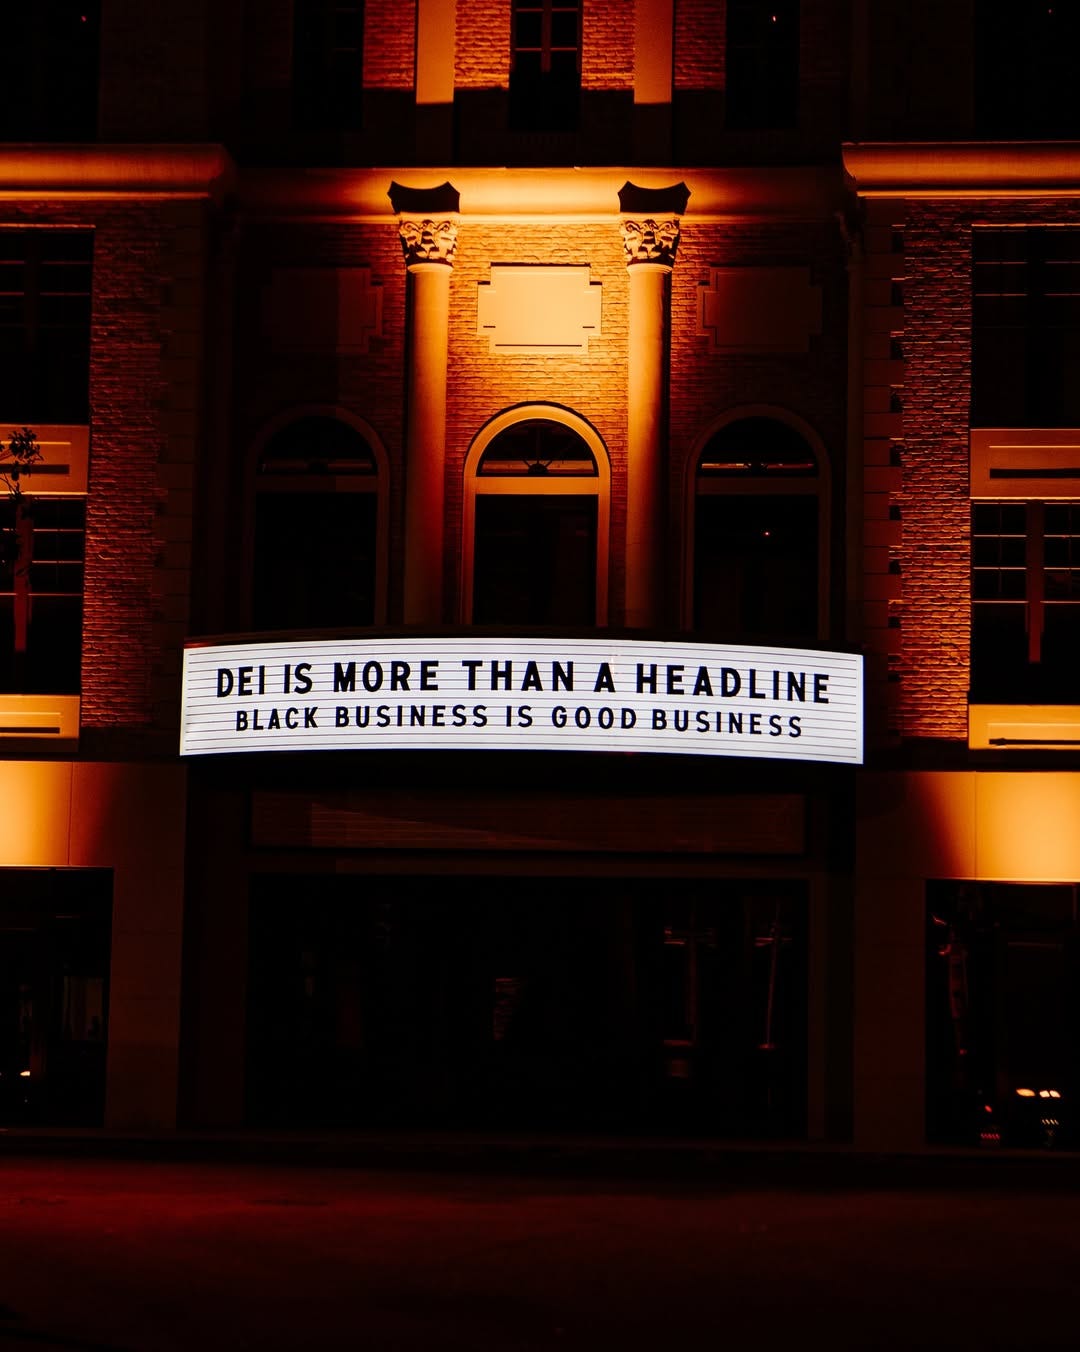 DEI IS MORE THAN A HEADLINE
BLACK BUSINESS IS GOOD BUSINESS